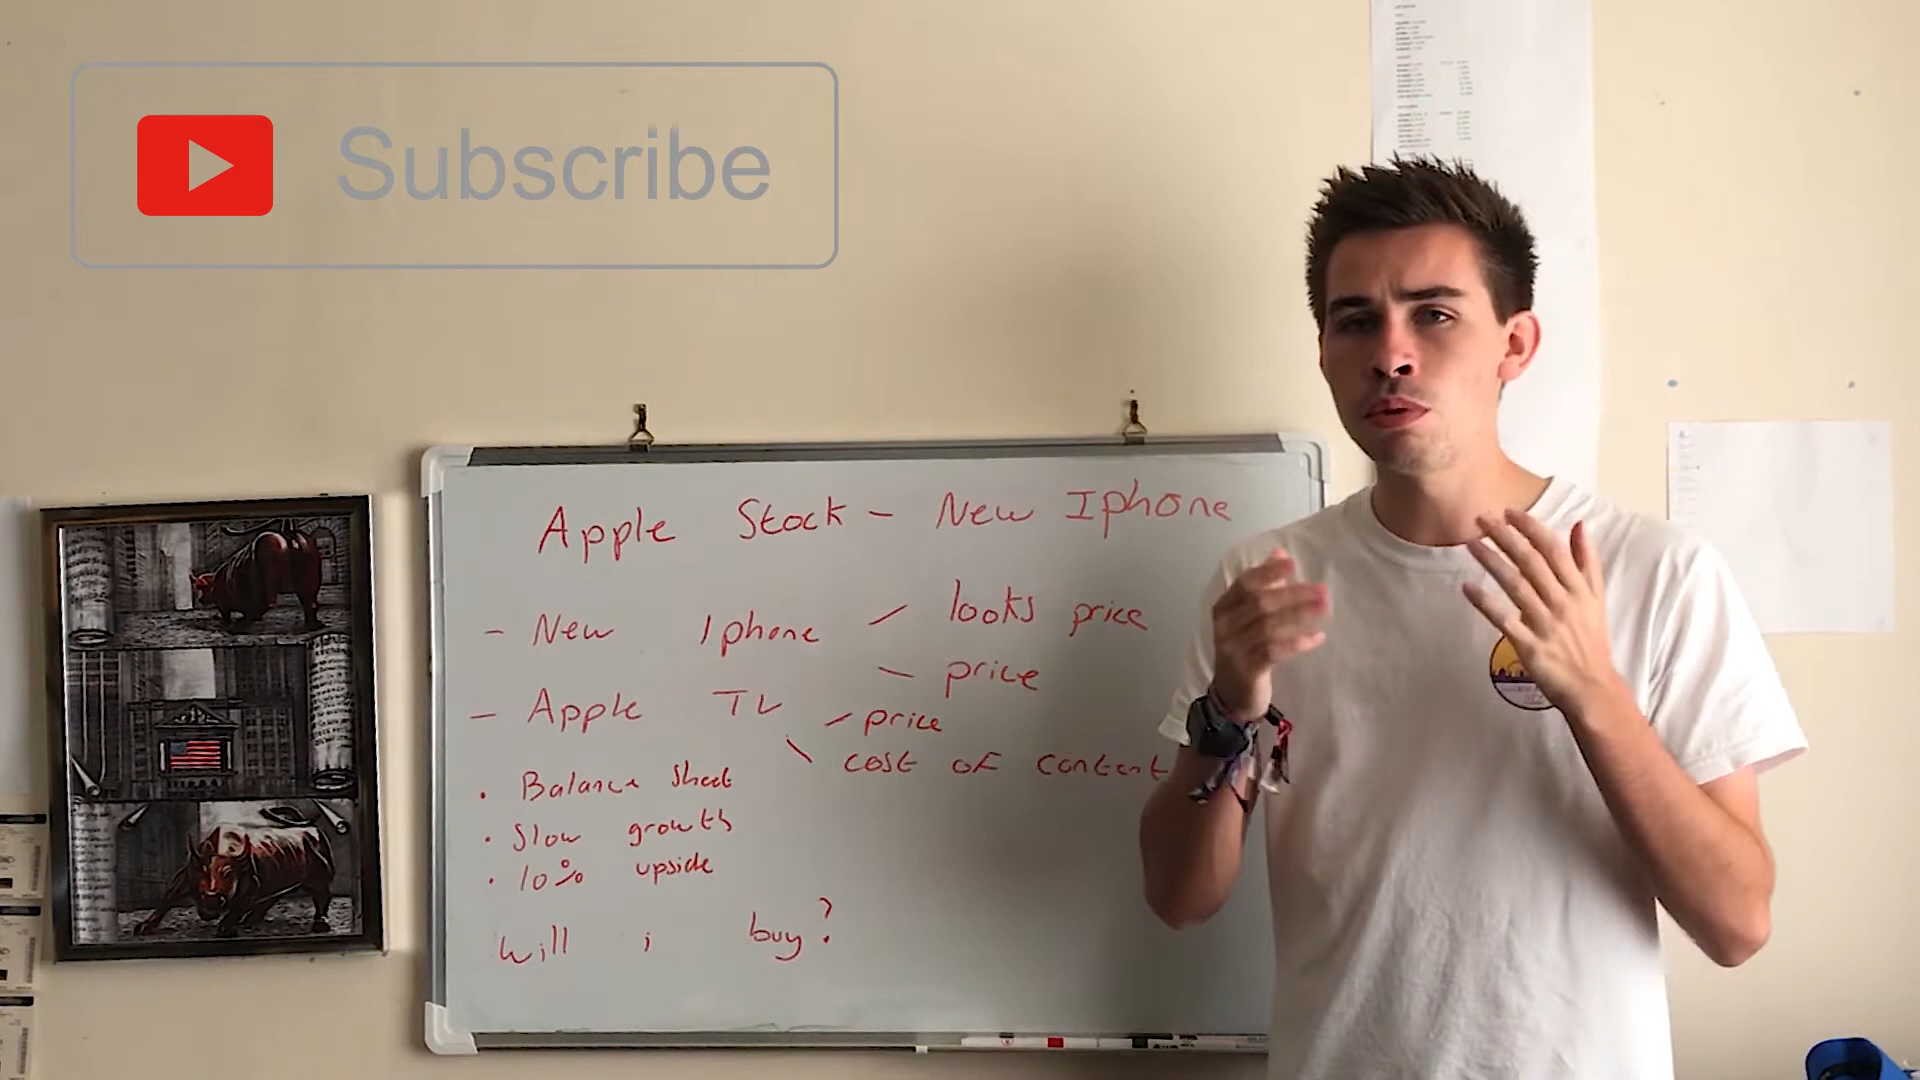 Subscribe
Apple Stock - New Iphone
- New Iphone - looks price
- price
- Apple TV - price
\ cost of content
• Balance sheet
• Slow growth
• 10% upside
Will i buy?